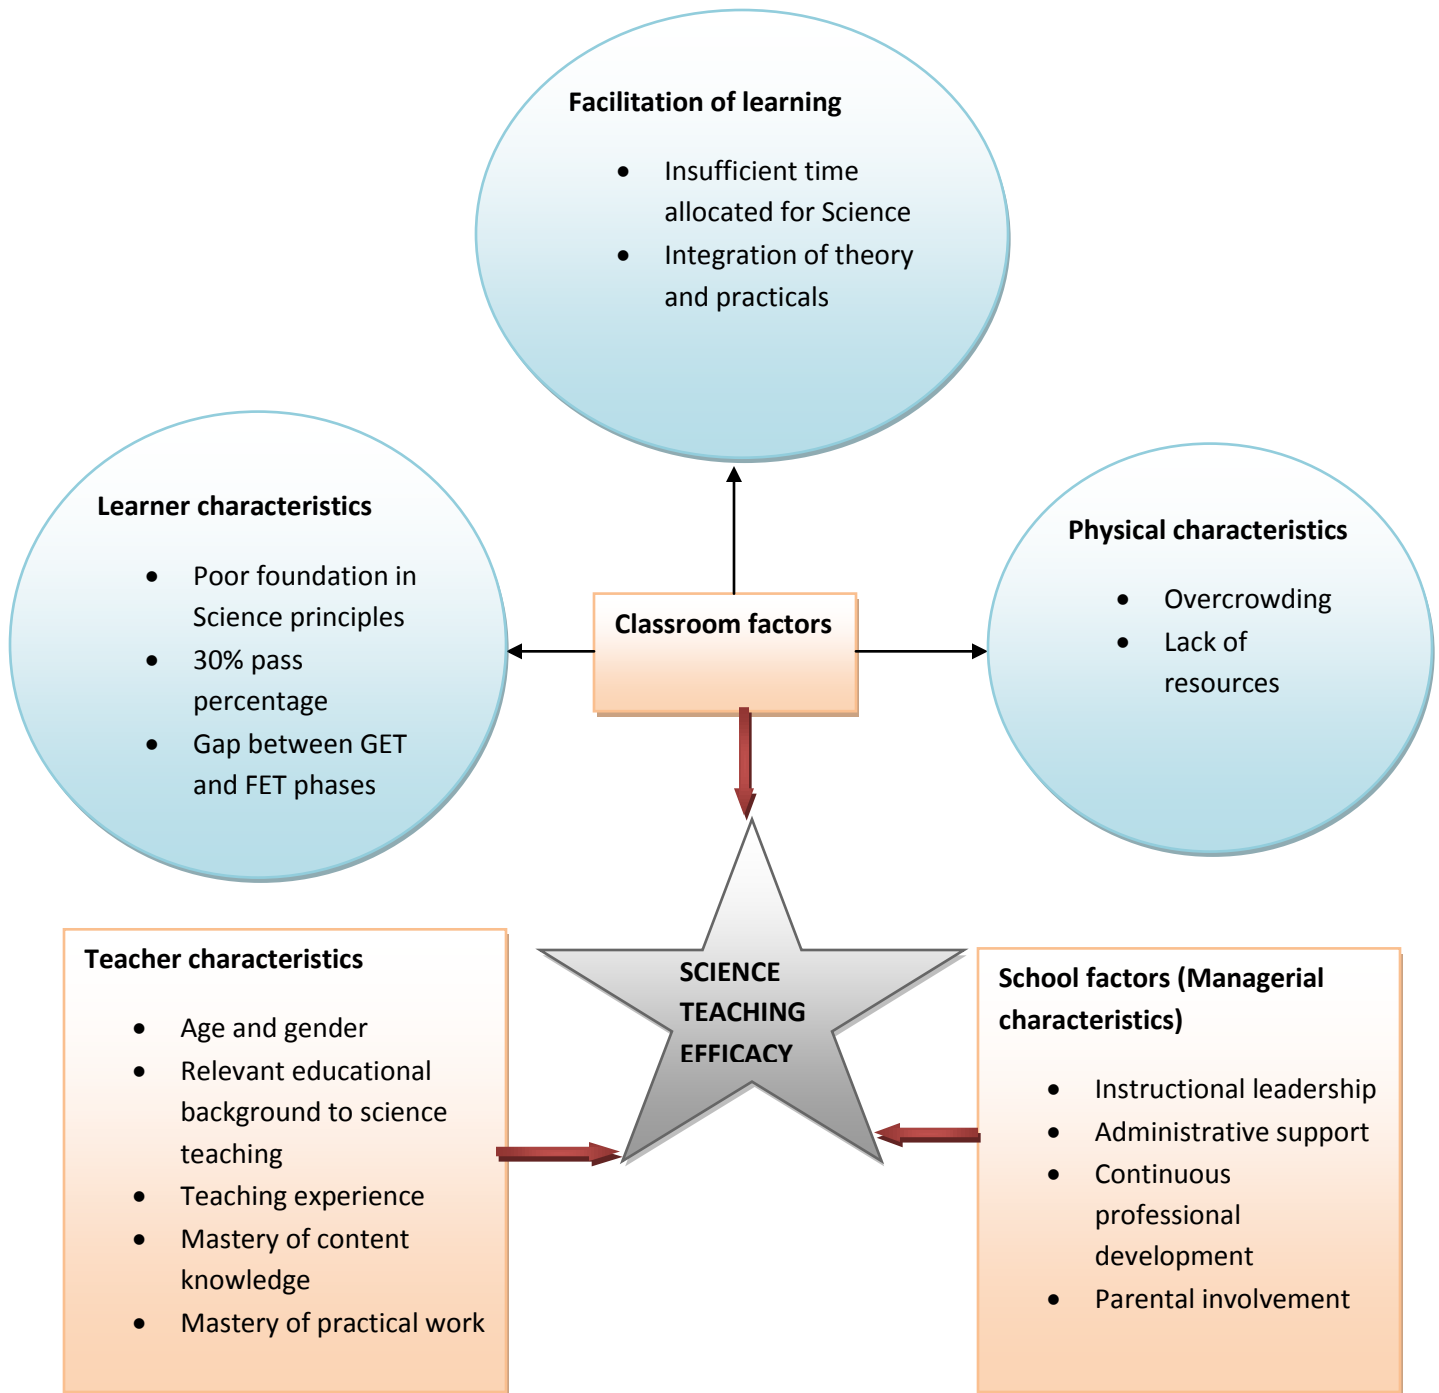 Facilitation of learning
• Insufficient time
allocated for Science
• Integration of theory
and practicals
Learner characteristics
• Poor foundation in
Science principles
• 30% pass
percentage
• Gap between GET
and FET phases
Classroom factors
Physical characteristics
• Overcrowding
• Lack of
resources
Teacher characteristics
• Age and gender
• Relevant educational
background to science
teaching
• Teaching experience
• Mastery of content
knowledge
• Mastery of practical work
SCIENCE
TEACHING
EFFICACY
School factors (Managerial
characteristics)
• Instructional leadership
• Administrative support
• Continuous
professional
development
• Parental involvement